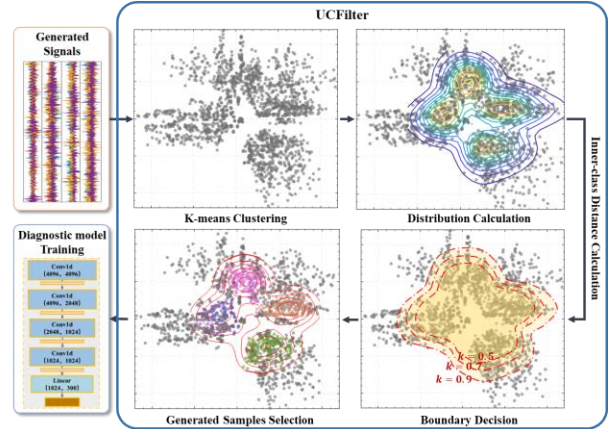 UCFilter
Generated
Signals
K-means Clustering
Distribution Calculation
Inner-class Distance Calculation
Diagnostic model
Training
Conv1d
[4096, 4096]
Conv1d
[4096, 2048]
Conv1d
[2048, 1024]
Conv1d
[1024, 1024]
Linear
[1024, 300]
k=0.5
k=0.7
k=0.9
Generated Samples Selection
Boundary Decision